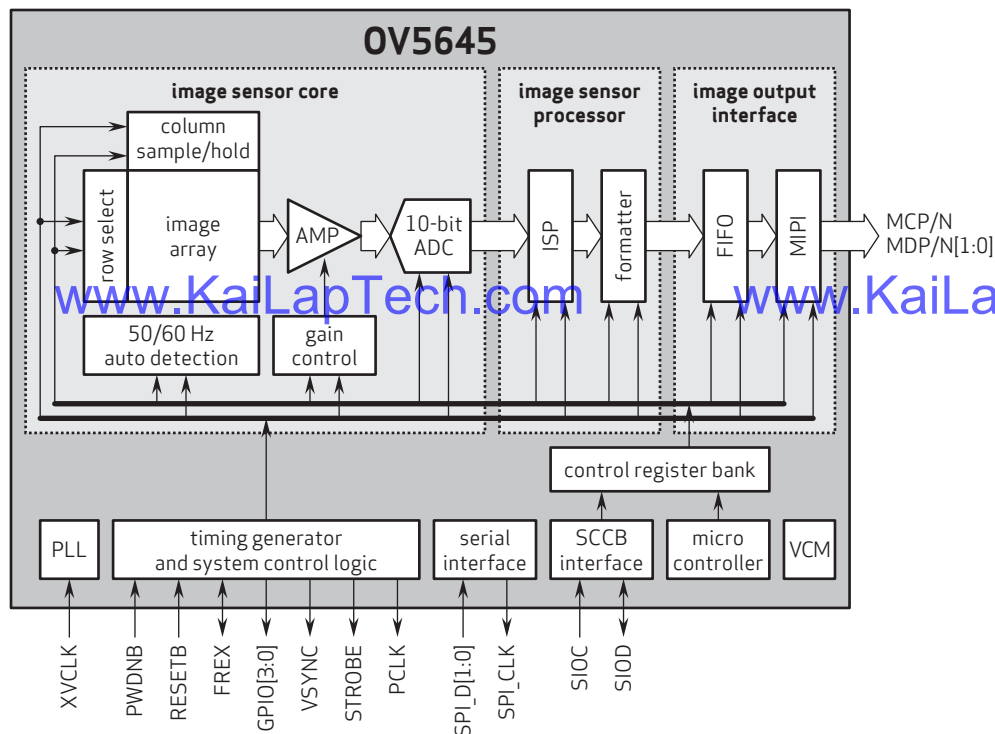 OV5645
image sensor core
image sensor
processor
image output
interface
column
sample/hold
row select
image
array
AMP
10-bit
ADC
ISP
formatter
FIFO
MIPI
MCP/N
MDP/N[1:0]
www.KaiLapTech.com
www.KaiLa
50/60 Hz
auto detection
gain
control
control register bank
PLL
timing generator
and system control logic
serial
interface
SCCB
interface
micro
controller
VCM
XVCLK
PWDNB
RESETB
FREX
GPIO[3:0]
VSYNC
STROBE
PCLK
SPI_D[1:0]
SPI_CLK
SIOC
SIOD